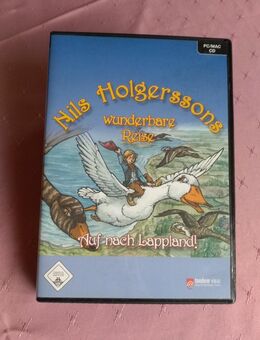 PC/MAC
CD
Nils Holgerssons
wunderbare
Reise
Auf nach Lappland!